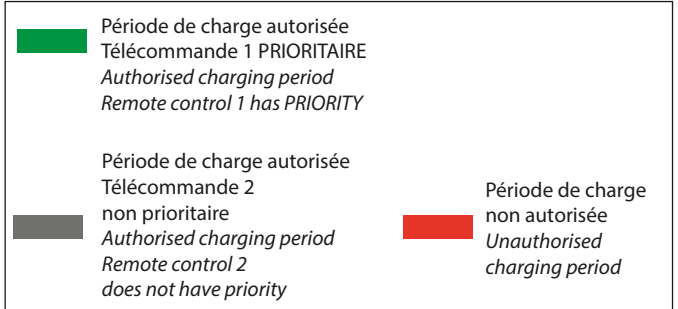 Période de charge autorisée
Télécommande 1 PRIORITAIRE
Authorised charging period
Remote control 1 has PRIORITY
Période de charge autorisée
Télécommande 2
non prioritaire
Authorised charging period
Remote control 2
does not have priority
Période de charge
non autorisée
Unauthorised
charging period